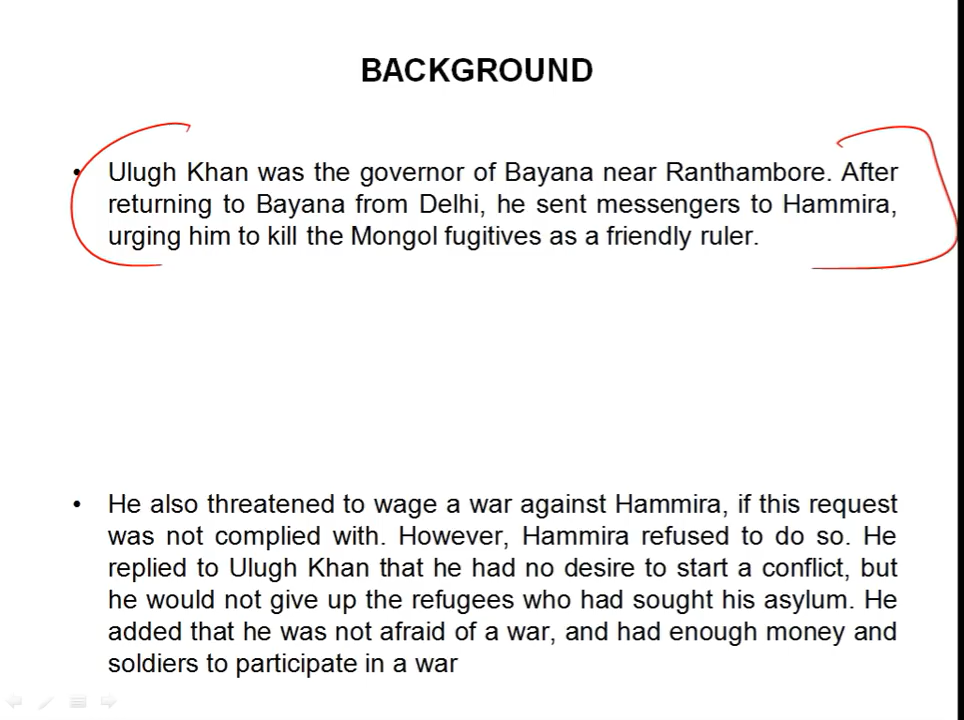 BACKGROUND
• Ulugh Khan was the governor of Bayana near Ranthambore. After
returning to Bayana from Delhi, he sent messengers to Hammira,
urging him to kill the Mongol fugitives as a friendly ruler.
• He also threatened to wage a war against Hammira, if this request
was not complied with. However, Hammira refused to do so. He
replied to Ulugh Khan that he had no desire to start a conflict, but
he would not give up the refugees who had sought his asylum. He
added that he was not afraid of a war, and had enough money and
soldiers to participate in a war